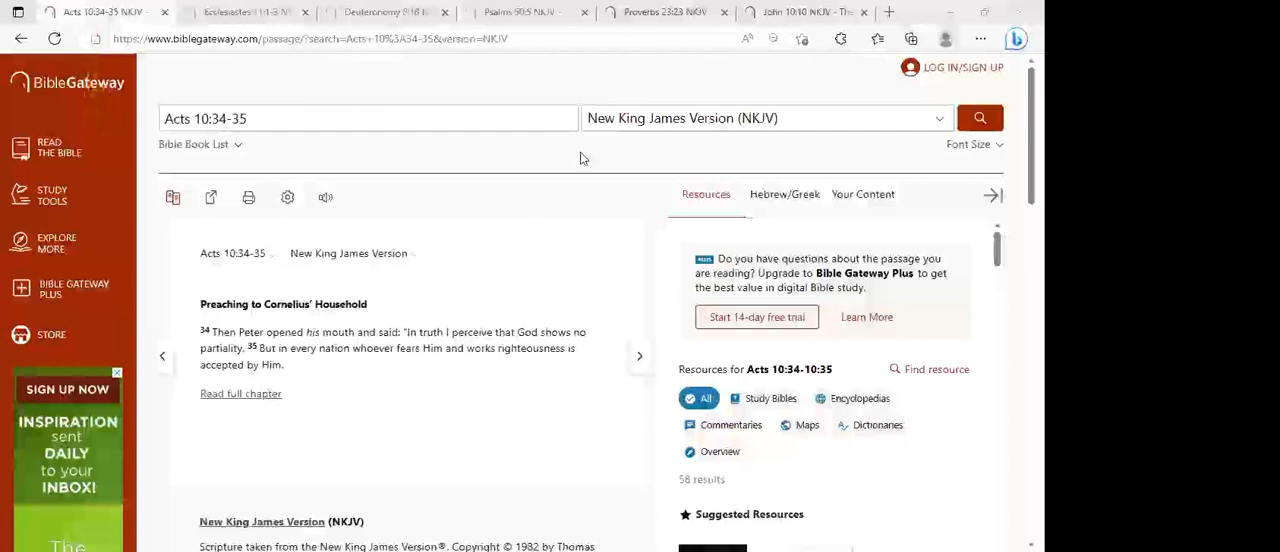 Acts 10:34-35 NKJV -
Ecclesiastes 11:1-3 N
Deuteronomy 8:18
Psalms 90:5 NKJV -
Proverbs 23:23 NKJV
John 10:10 NKJV - The
https://www.biblegateway.com/passage/?search=Acts+10%3A34-35&version=NKJV
BibleGateway
LOG IN/SIGN UP
Acts 10:34-35
New King James Version (NKJV)
Bible Book List
Font Size
READ
THE BIBLE
STUDY
TOOLS
EXPLORE
MORE
BIBLE GATEWAY
PLUS
STORE
Resources
Hebrew/Greek
Your Content
Acts 10:34-35
New King James Version
Preaching to Cornelius' Household
34 Then Peter opened his mouth and said: "In truth I perceive that God shows no
partiality. 35 But in every nation whoever fears Him and works righteousness is
accepted by Him.
Read full chapter
PLUS Do you have questions about the passage you
are reading? Upgrade to Bible Gateway Plus to get
the best value in digital Bible study.
Start 14-day free trial
Learn More
Resources for Acts 10:34-10:35
Find resource
All
Study Bibles
Encyclopedias
Commentaries
Maps
Dictionaries
Overview
58 results
Suggested Resources
SIGN UP NOW
INSPIRATION
sent
DAILY
to your
INBOX!
The
New King James Version (NKJV)
Scripture taken from the New King James Version®. Copyright © 1982 by Thomas